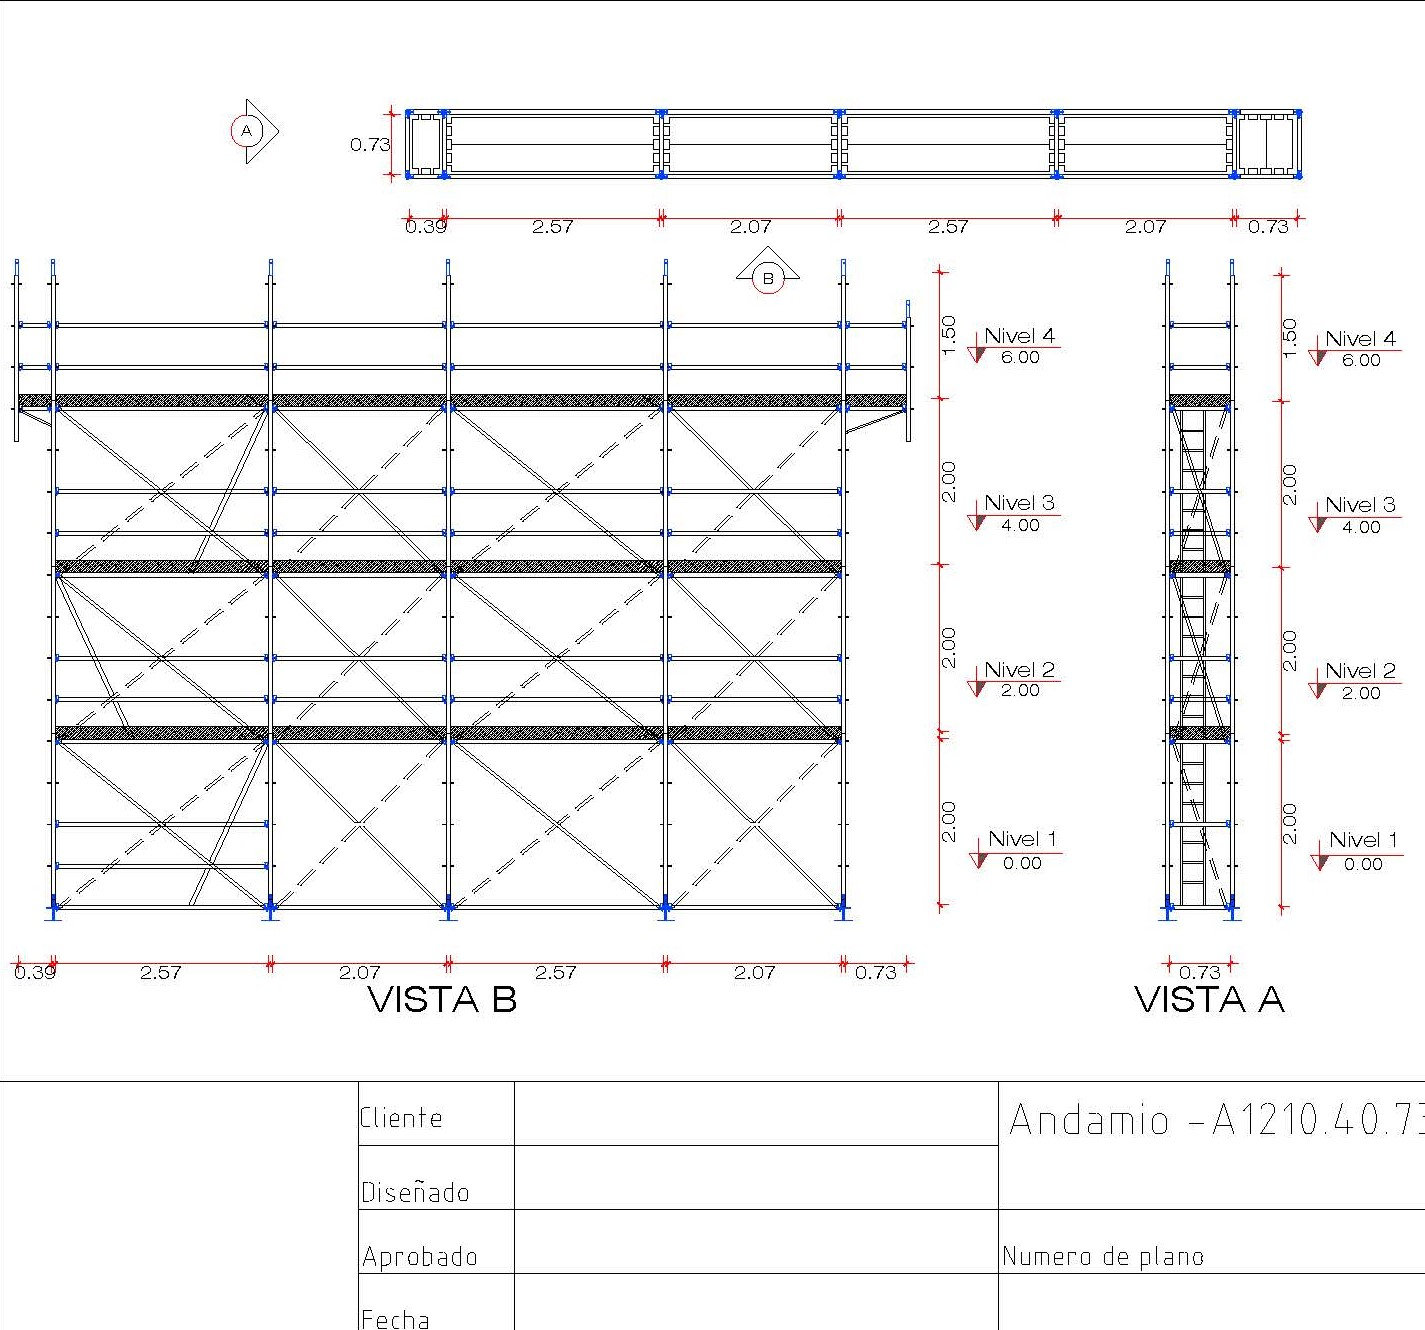 A
0.73
0.39 2.57 2.07 2.57 2.07 0.73
B
1.50 Nivel 4 6.00
2.00 Nivel 3 4.00
2.00 Nivel 2 2.00
2.00 Nivel 1 0.00
1.50 Nivel 4 6.00
2.00 Nivel 3 4.00
2.00 Nivel 2 2.00
2.00 Nivel 1 0.00
0.39 2.57 2.07 2.57 2.07 0.73
0.73
VISTA B
VISTA A
Cliente
Andamio -A1210.40.73
Diseñado
Aprobado
Numero de plano
Fecha